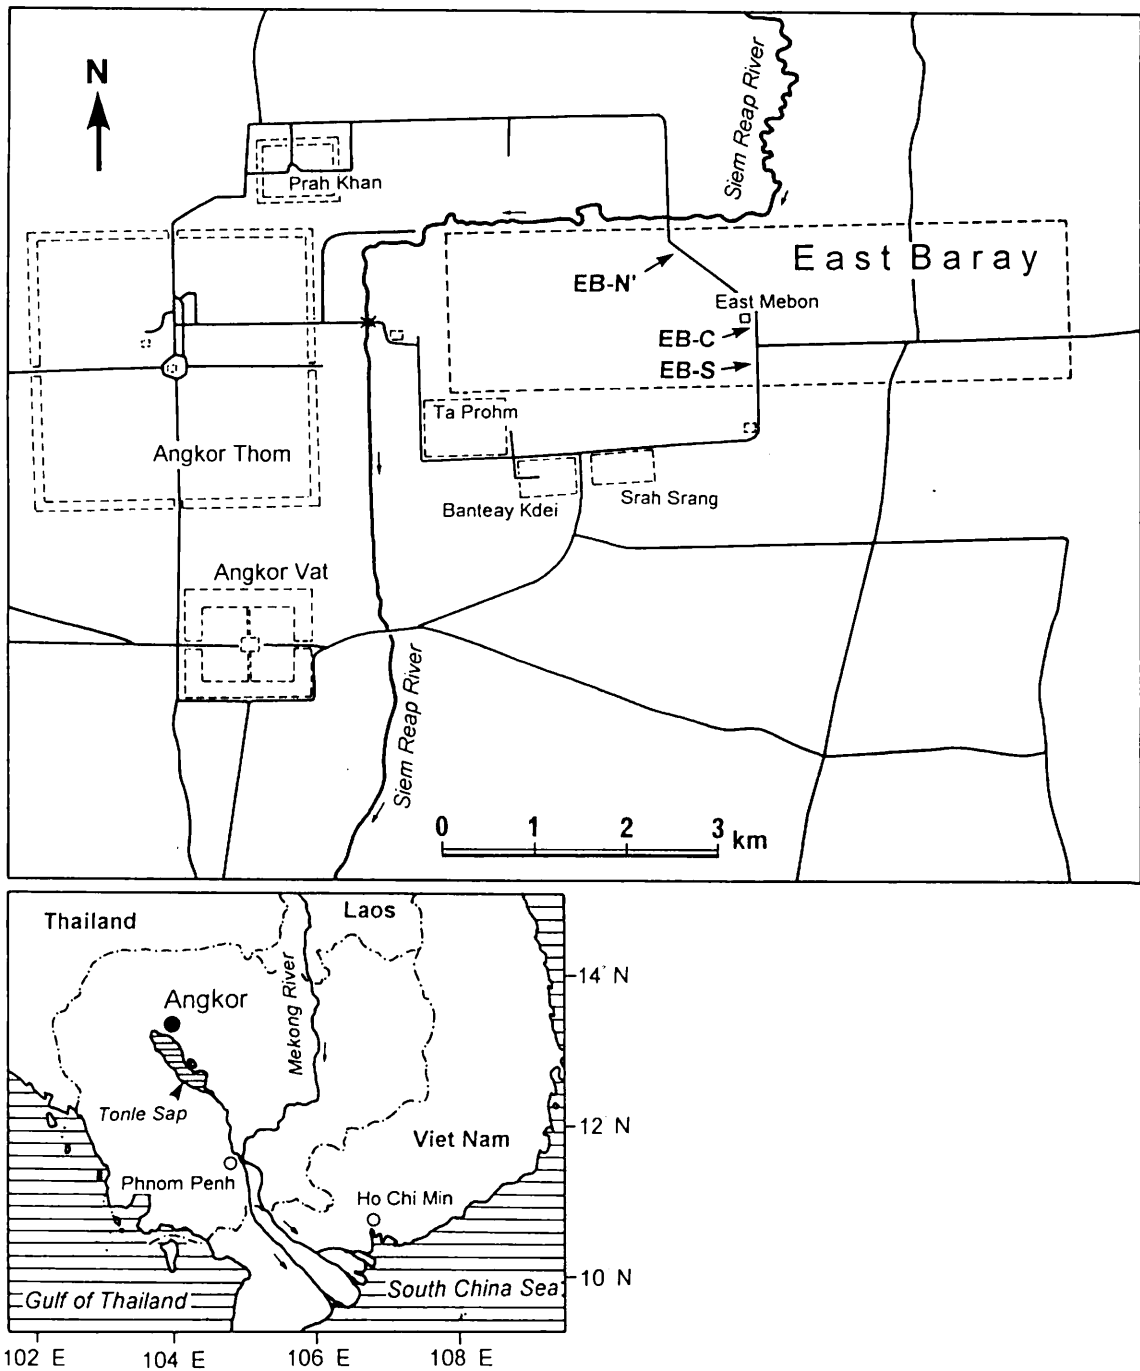 N
Siem Reap River
Siem Reap River
Prah Khan
East Baray
EB-N'
East Mebon
EB-C
EB-S
Ta Prohm
Angkor Thom
Banteay Kdei
Srah Srang
Angkor Vat
Siem Reap River
0 1 2 3 km
Thailand
Laos
Mekong River
14° N
Angkor
Tonle Sap
12 N
Viet Nam
Phnom Penh
Ho Chi Min
10 N
South China Sea
Gulf of Thailand
102 E 104 E 106 E 108 E